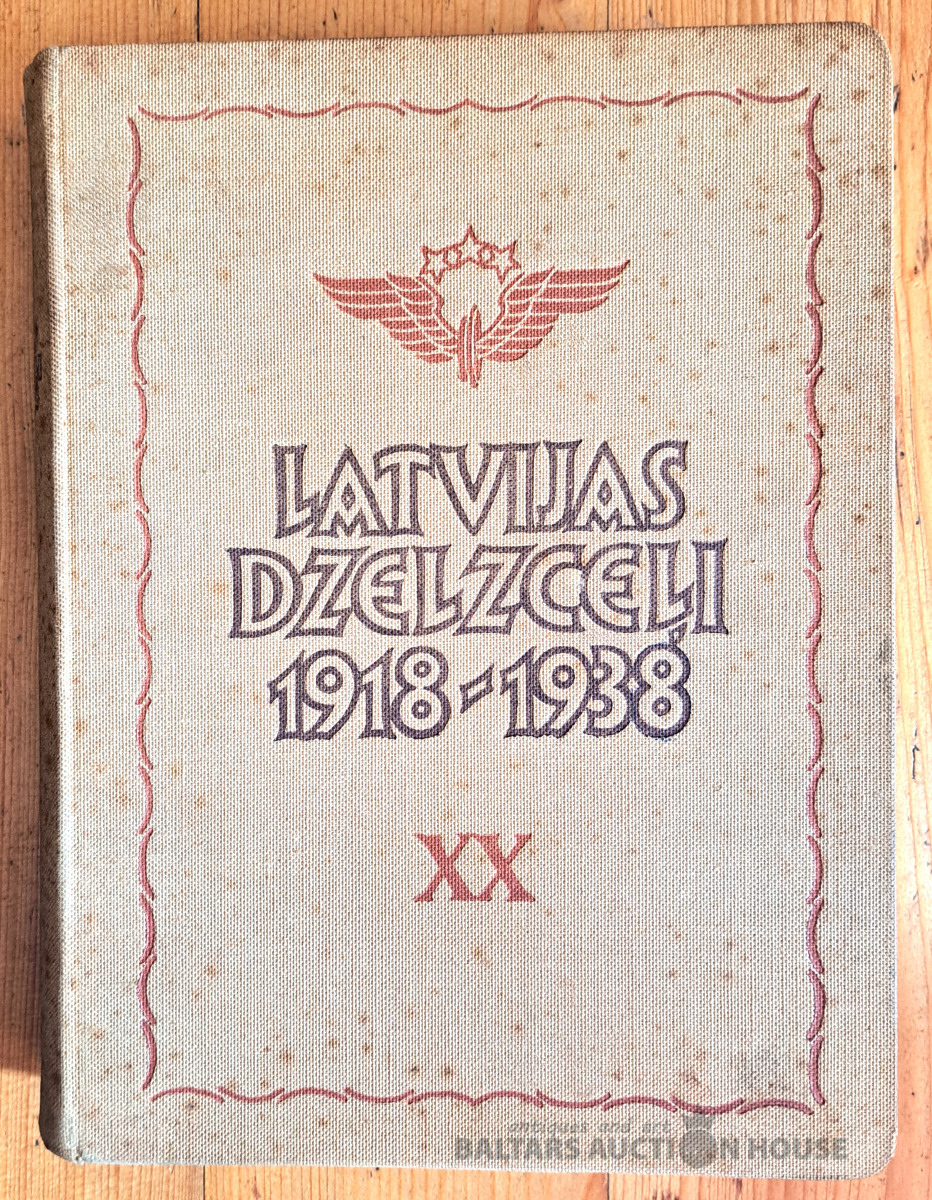 LATVIJAS
DZELZCEĻI
1918-1938
XX
antiques and art
BALTARS AUCTION HOUSE